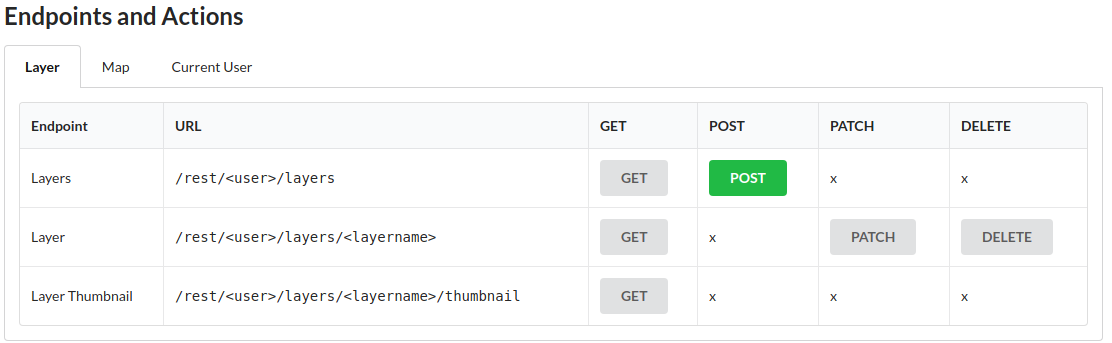 Endpoints and Actions
Layer Map Current User
Endpoint URL GET POST PATCH DELETE
Layers /rest/<user>/layers GET POST x x
Layer /rest/<user>/layers/<layername> GET x PATCH DELETE
Layer Thumbnail /rest/<user>/layers/<layername>/thumbnail GET x x x